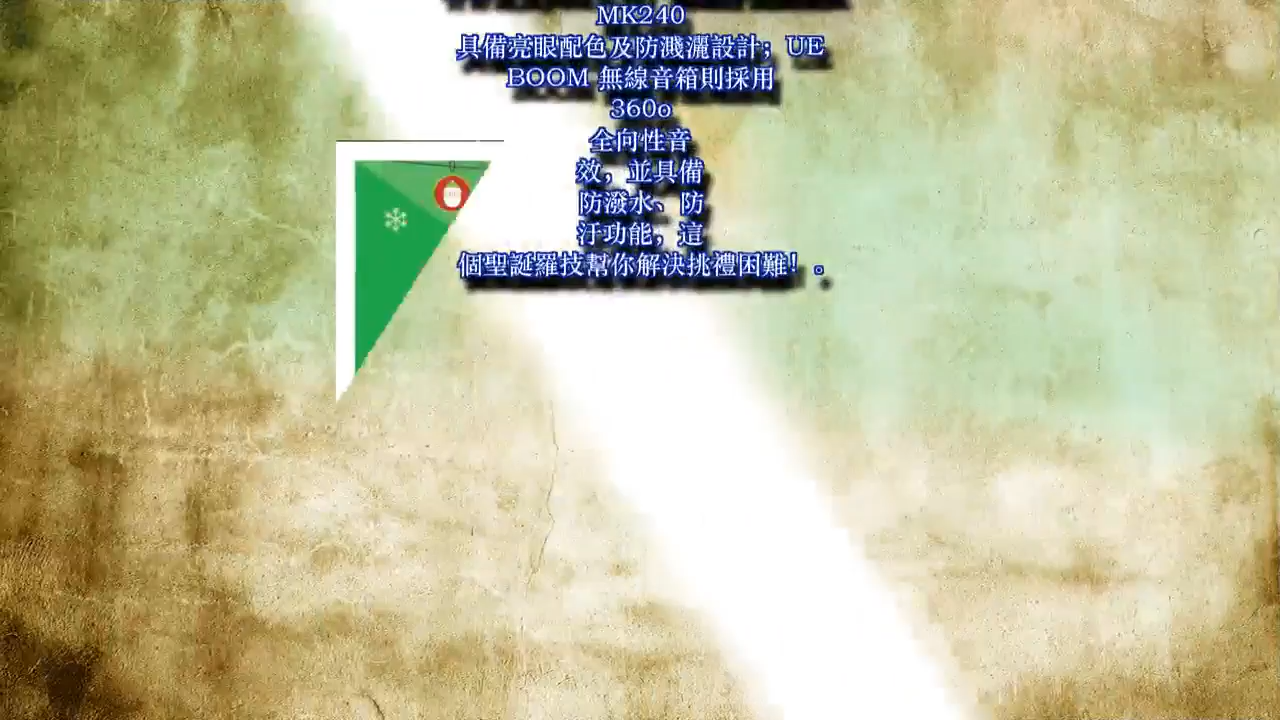 MK240
具備亮眼配色及防濺灑設計；UE
BOOM 無線音箱則採用
360o
全向性音
效，並具備
防潑水、防
汙功能，這
個聖誕羅技幫你解決挑禮困難！。